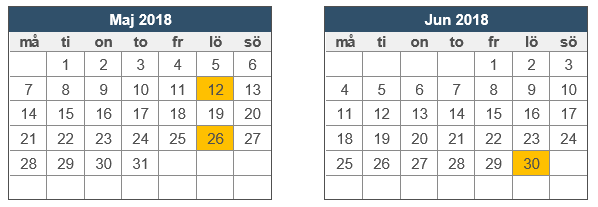 Maj 2018
må ti on to fr lö sö
1 2 3 4 5 6
7 8 9 10 11 12 13
14 15 16 17 18 19 20
21 22 23 24 25 26 27
28 29 30 31
Jun 2018
må ti on to fr lö sö
1 2 3
4 5 6 7 8 9 10
11 12 13 14 15 16 17
18 19 20 21 22 23 24
25 26 27 28 29 30